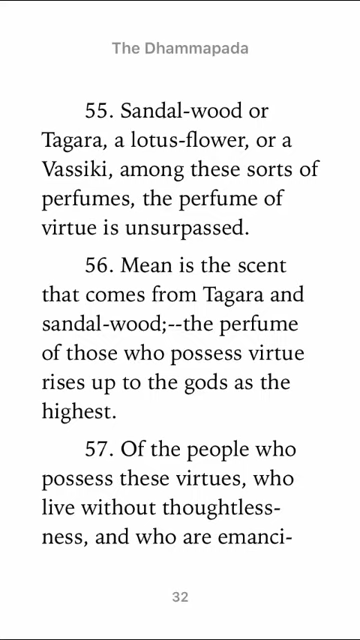 The Dhammapada
55. Sandal-wood or
Tagara, a lotus-flower, or a
Vassiki, among these sorts of
perfumes, the perfume of
virtue is unsurpassed.
56. Mean is the scent
that comes from Tagara and
sandal-wood;--the perfume
of those who possess virtue
rises up to the gods as the
highest.
57. Of the people who
possess these virtues, who
live without thoughtless-
ness, and who are emanci-
32